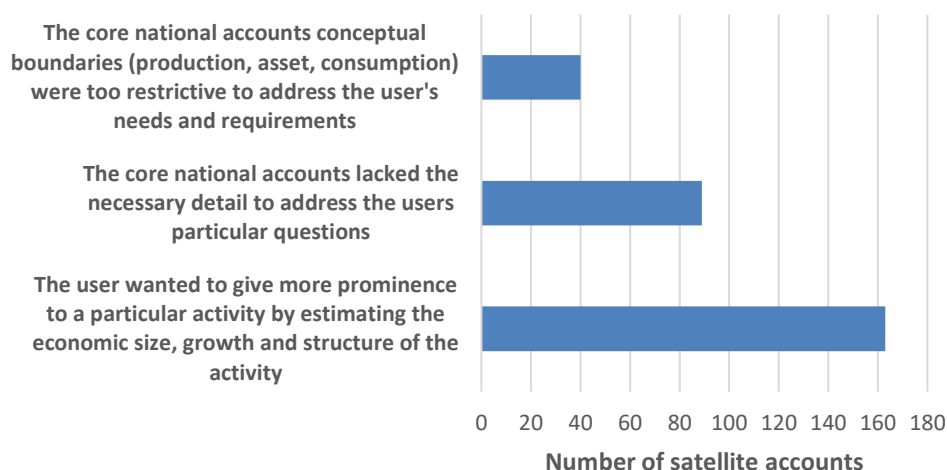 The core national accounts conceptual
boundaries (production, asset, consumption)
were too restrictive to address the user's
needs and requirements
The core national accounts lacked the
necessary detail to address the users
particular questions
The user wanted to give more prominence
to a particular activity by estimating the
economic size, growth and structure of the
activity
0 20 40 60 80 100 120 140 160 180
Number of satellite accounts